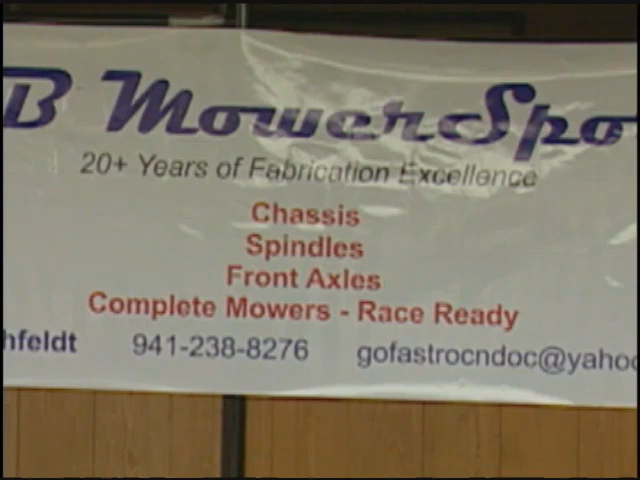 B MowerSpo
20+ Years of Fabrication Excellence
Chassis
Spindles
Front Axles
Complete Mowers - Race Ready
hfeldt 941-238-8276 gofastrocndoc@yahoo